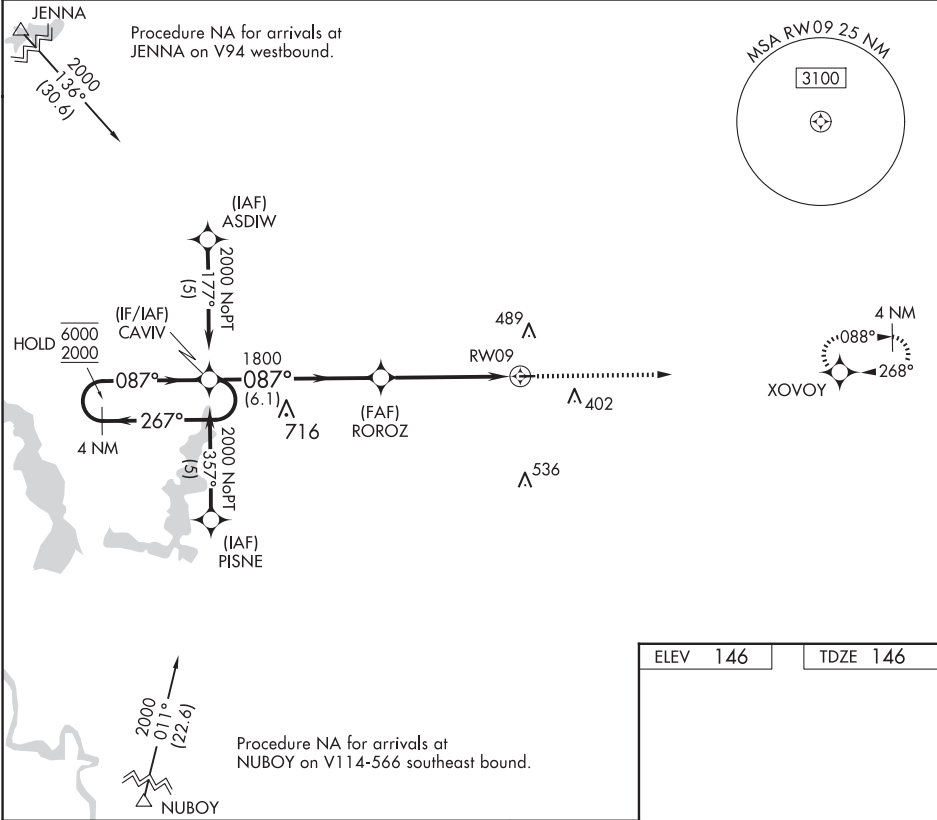 JENNA
Procedure NA for arrivals at
JENNA on V94 westbound.
2000
136°
(30.6)
MSA RW09 25 NM
3100
(IAF)
ASDIW
2000 NoPT
177°
(5)
(IF/IAF)
CAVIV
HOLD
6000
2000
087°
267°
4 NM
1800
087°
(6.1)
716
(FAF)
ROROZ
RW09
489
402
536
4 NM
088°
268°
XOVOY
2000 NoPT
357°
(5)
(IAF)
PISNE
2000
011°
(22.6)
NUBOY
Procedure NA for arrivals at
NUBOY on V114-566 southeast bound.
ELEV 146
TDZE 146